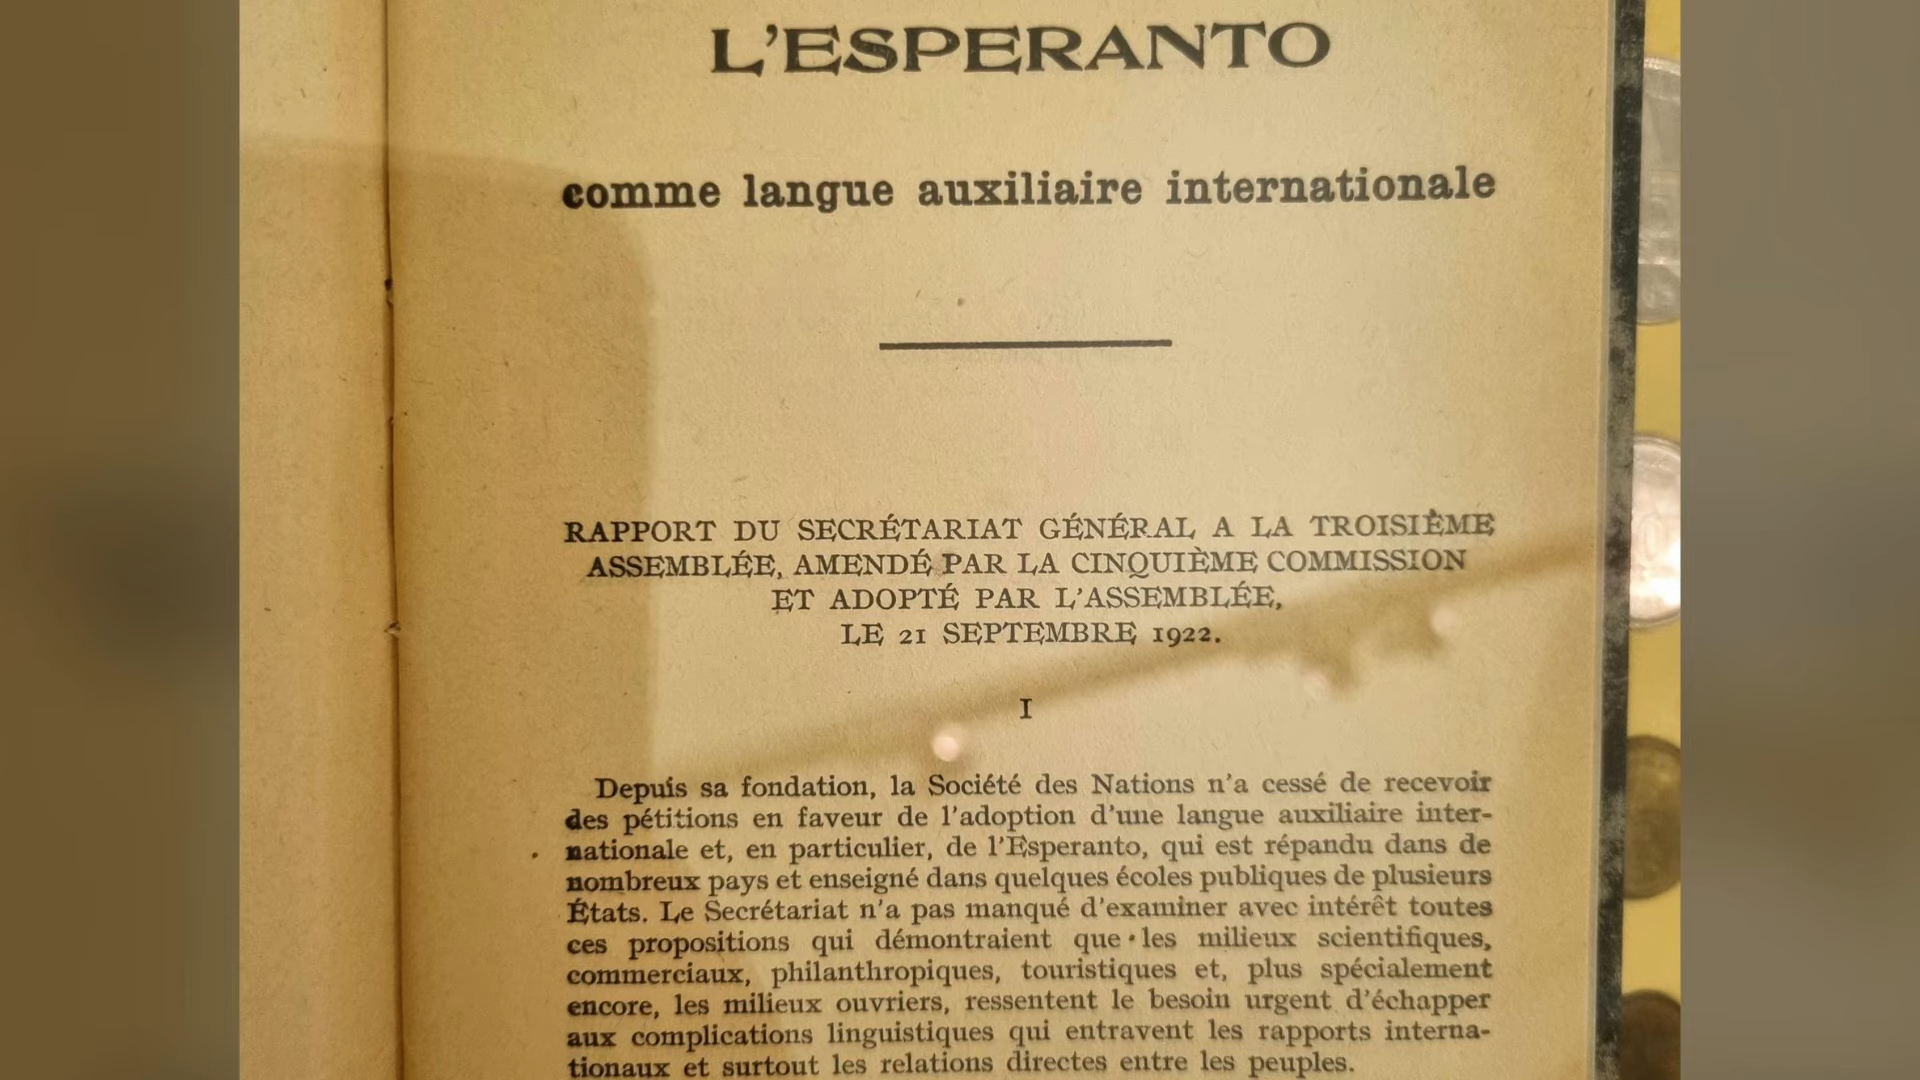 L'ESPERANTO
comme langue auxiliaire internationale
RAPPORT DU SECRÉTARIAT GÉNÉRAL A LA TROISIÈME
ASSEMBLÉE, AMENDÉ PAR LA CINQUIÈME COMMISSION
ET ADOPTÉ PAR L'ASSEMBLÉE,
LE 21 SEPTEMBRE 1922.
I
Depuis sa fondation, la Société des Nations n'a cessé de recevoir
des pétitions en faveur de l'adoption d'une langue auxiliaire inter-
nationale et, en particulier, de l'Esperanto, qui est répandu dans de
nombreux pays et enseigné dans quelques écoles publiques de plusieurs
États. Le Secrétariat n'a pas manqué d'examiner avec intérêt toutes
ces propositions qui démontraient que les milieux scientifiques,
commerciaux, philanthropiques, touristiques et, plus spécialement
encore, les milieux ouvriers, ressentent le besoin urgent d'échapper
aux complications linguistiques qui entravent les rapports interna-
tionaux et surtout les relations directes entre les peuples.